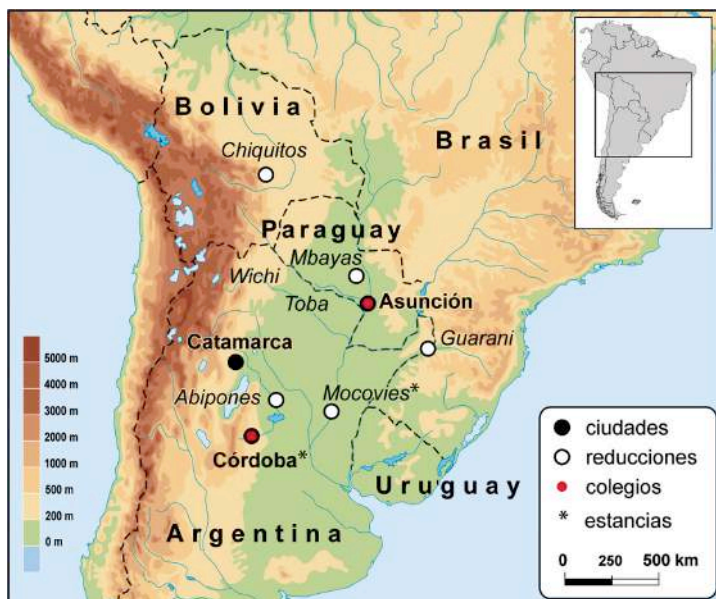 Bolivia
Brasil
Chiquitos
Paraguay
Mbayas
Wichi
Toba
Asunción
Guarani
Catamarca
Abipones
Mocovies*
Córdoba*
Uruguay
Argentina
5000 m
4000 m
3000 m
2000 m
1000 m
500 m
200 m
0 m
ciudades
reducciones
colegios
* estancias
0 250 500 km